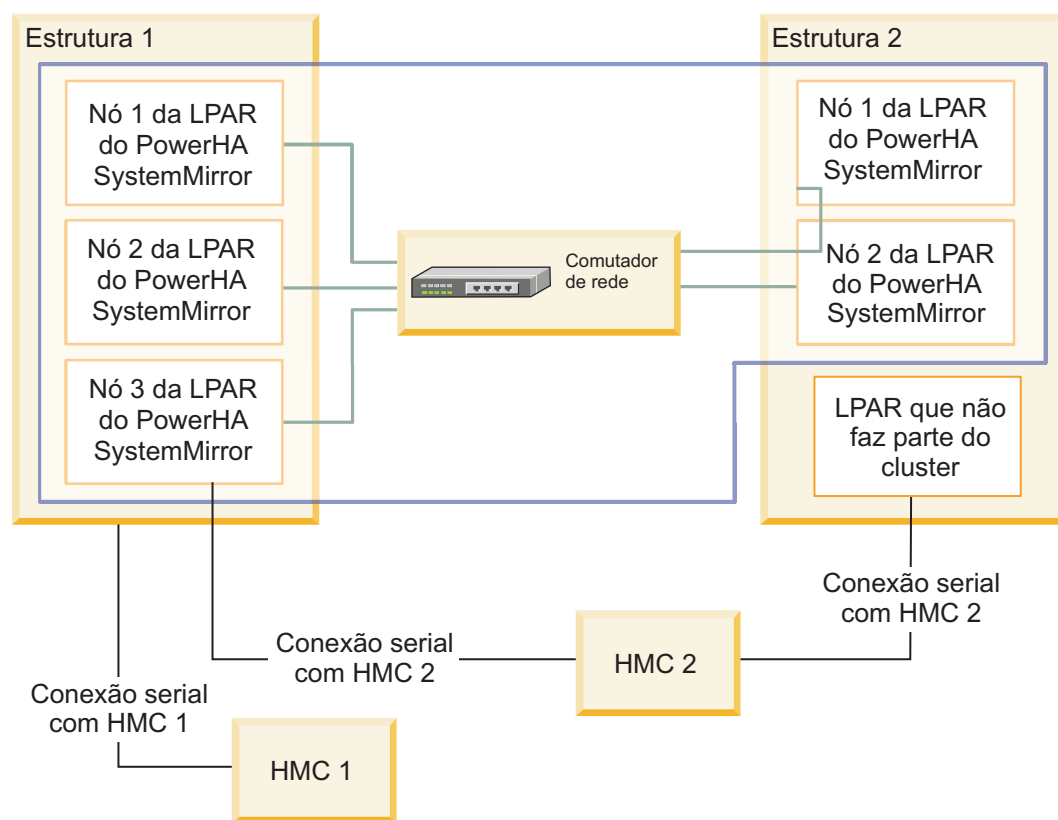 Estrutura 1
Nó 1 da LPAR
do PowerHA
SystemMirror
Nó 2 da LPAR
do PowerHA
SystemMirror
Nó 3 da LPAR
do PowerHA
SystemMirror
Comutador
de rede
Estrutura 2
Nó 1 da LPAR
do PowerHA
SystemMirror
Nó 2 da LPAR
do PowerHA
SystemMirror
LPAR que não
faz parte do
cluster
Conexão serial
com HMC 2
Conexão serial
com HMC 2
HMC 2
Conexão serial
com HMC 1
HMC 1